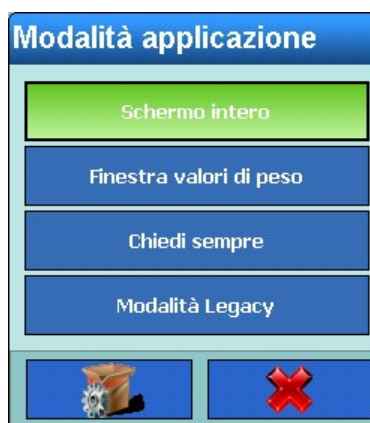 Modalità applicazione
Schermo intero
Finestra valori di peso
Chiedi sempre
Modalità Legacy